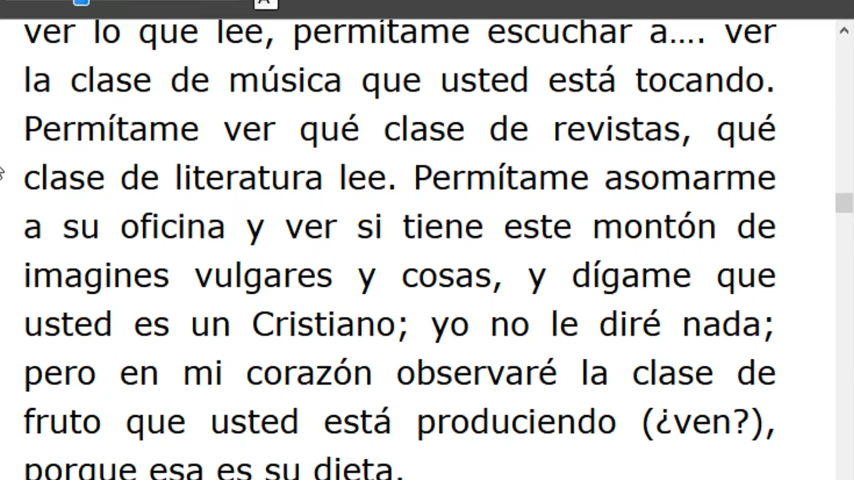 ver lo que lee, permítame escuchar a.... ver
la clase de música que usted está tocando.
Permítame ver qué clase de revistas, qué
clase de literatura lee. Permítame asomarme
a su oficina y ver si tiene este montón de
imagines vulgares y cosas, y dígame que
usted es un Cristiano; yo no le diré nada;
pero en mi corazón observaré la clase de
fruto que usted está produciendo (¿ven?),
porque esa es su dieta.